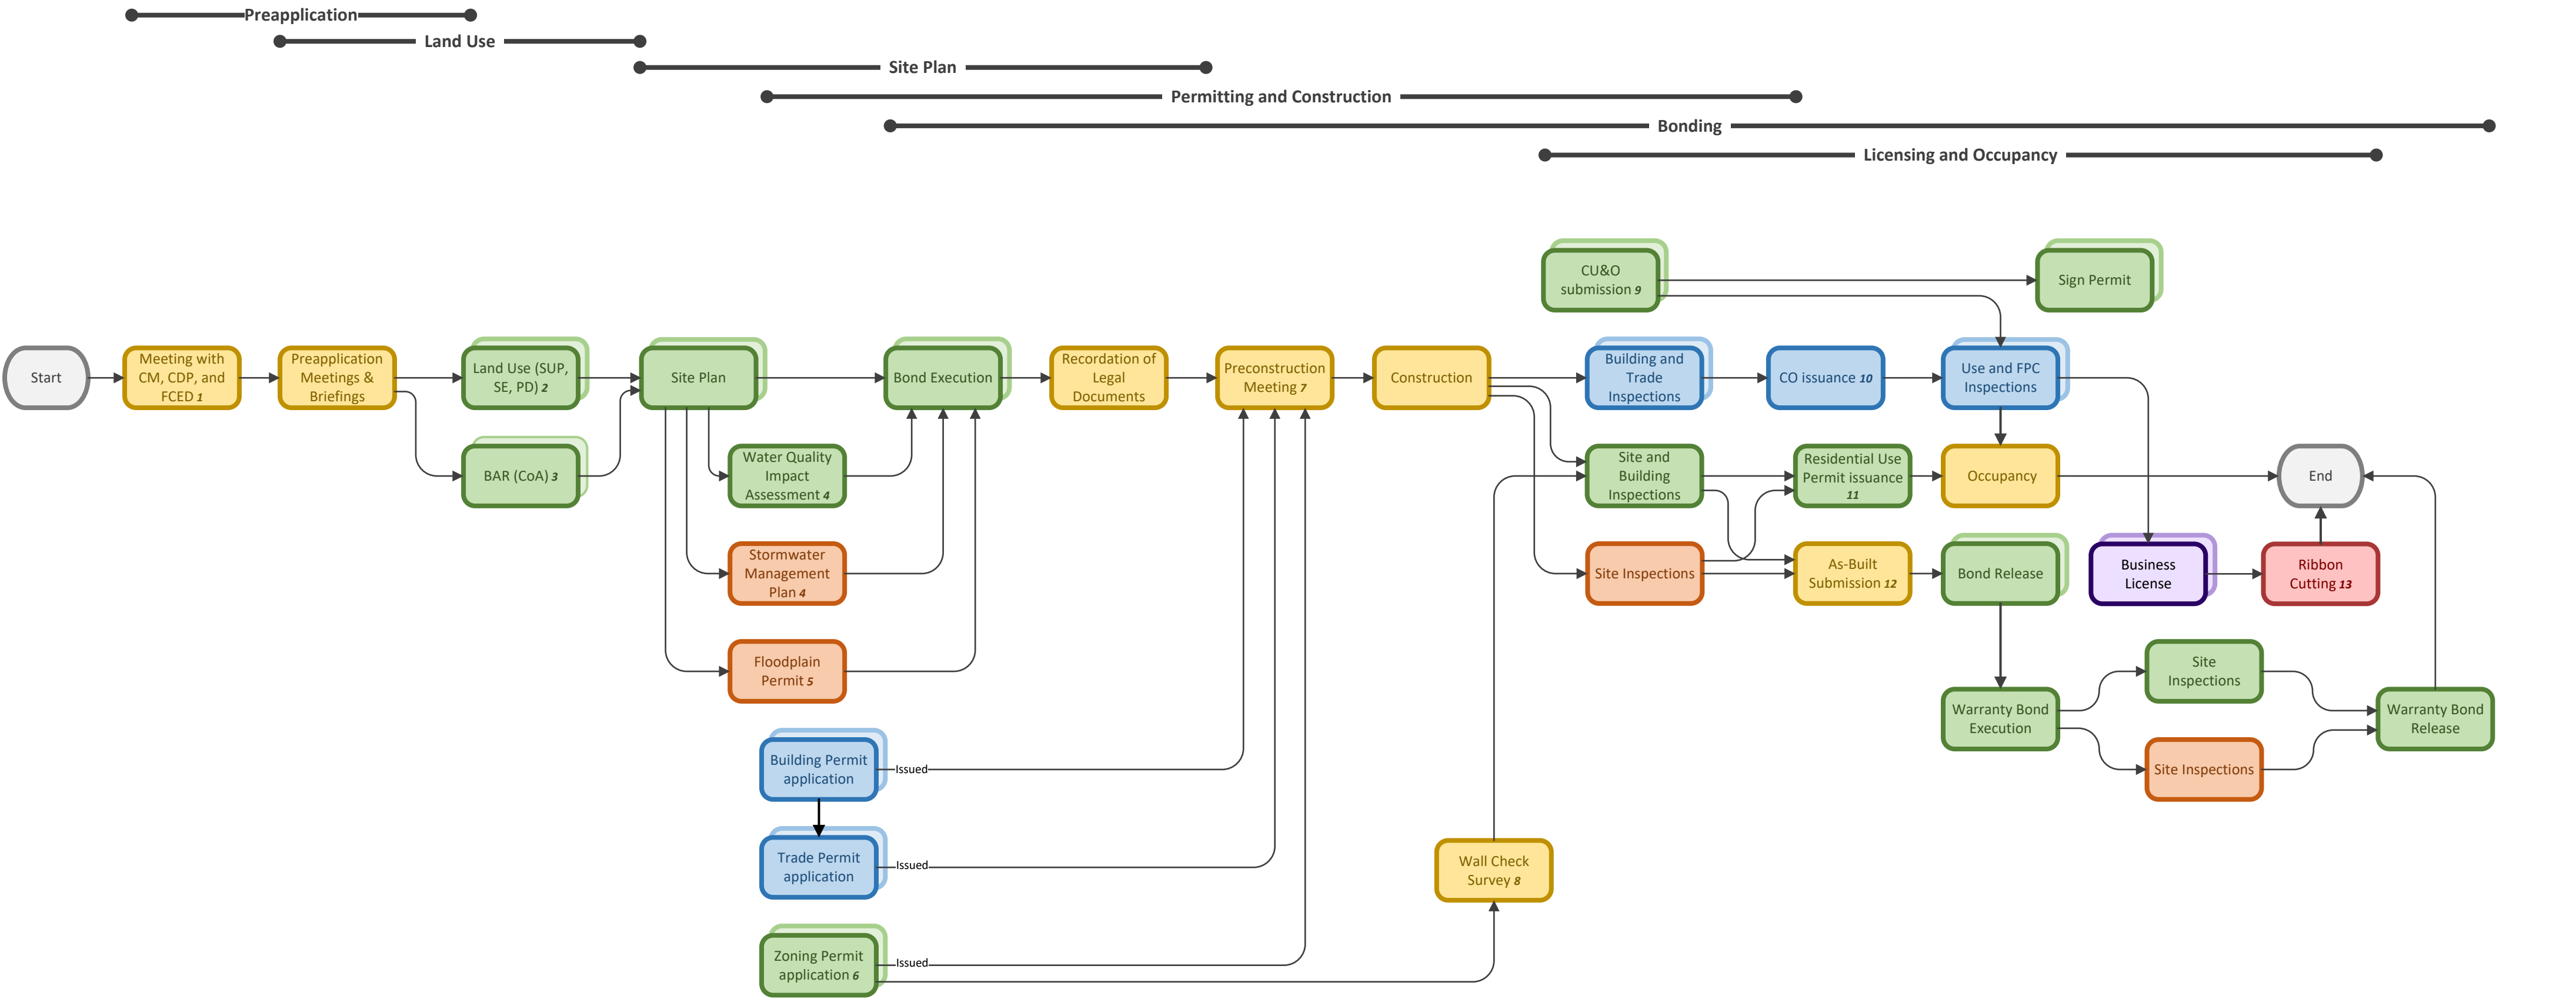 Preapplication
Land Use
Site Plan
Permitting and Construction
Bonding
Licensing and Occupancy
CU&O
submission 9
Sign Permit
Start
Meeting with
CM, CDP, and
FCED 1
Preapplication
Meetings &
Briefings
Land Use (SUP,
SE, PD) 2
Site Plan
Bond Execution
Recordation of
Legal
Documents
Preconstruction
Meeting 7
Construction
Building and
Trade
Inspections
CO issuance 10
Use and FPC
Inspections
BAR (CoA) 3
Water Quality
Impact
Assessment 4
Site and
Building
Inspections
Residential Use
Permit issuance
11
Occupancy
End
Stormwater
Management
Plan 4
Site Inspections
As-Built
Submission 12
Bond Release
Business
License
Ribbon
Cutting 13
Floodplain
Permit 5
Site
Inspections
Warranty Bond
Execution
Warranty Bond
Release
Building Permit
application
Issued
Site Inspections
Trade Permit
application
Issued
Wall Check
Survey 8
Zoning Permit
application 6
Issued